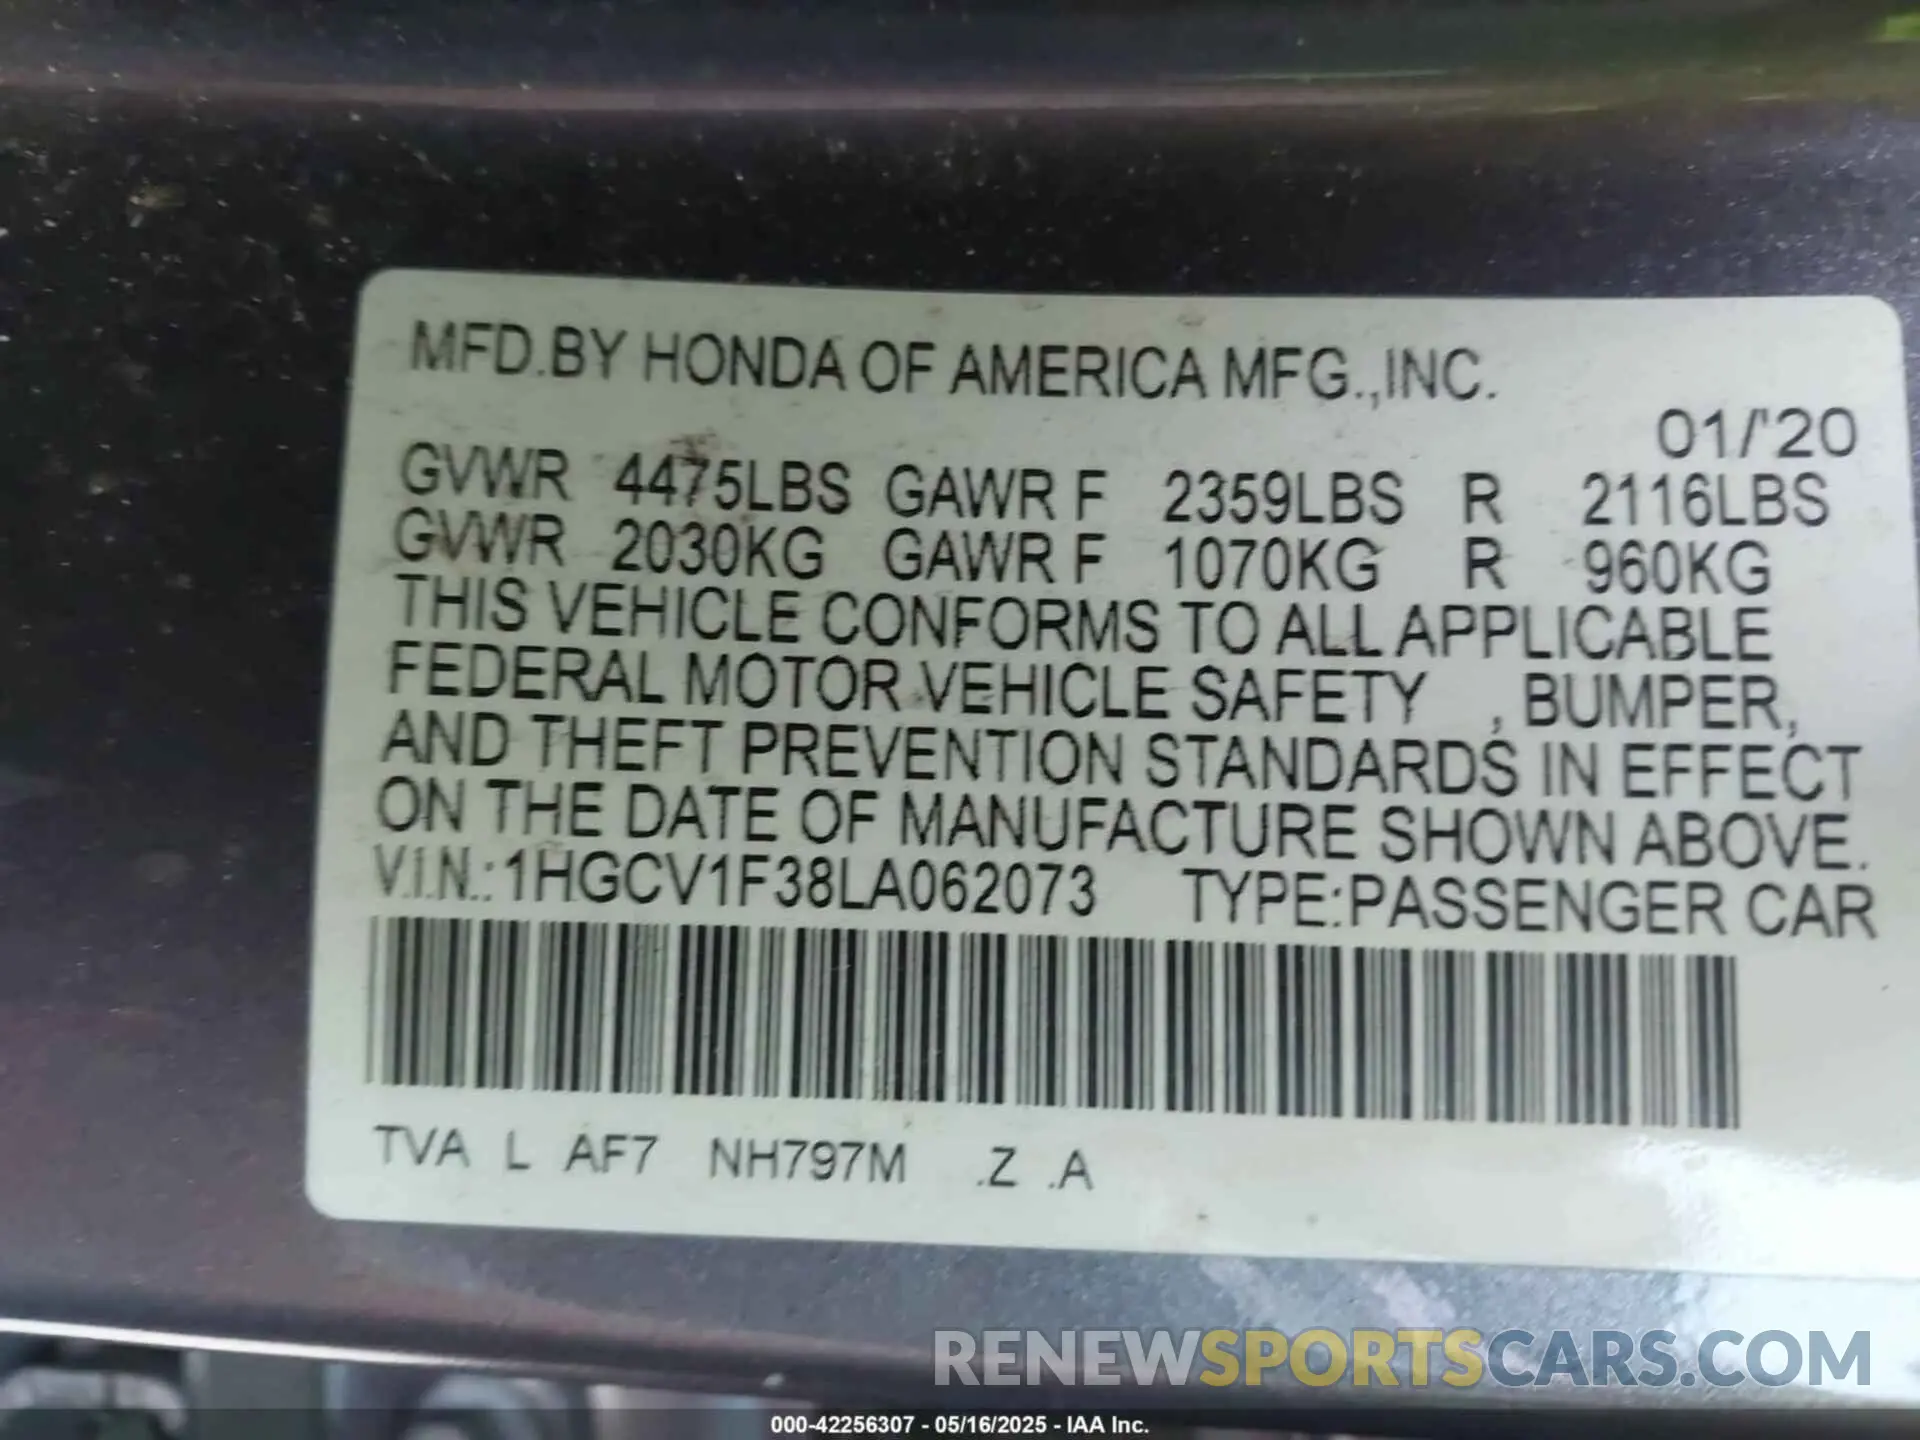 MFD.BY HONDA OF AMERICA MFG.,INC.
01/'20
GVWR 4475LBS GAWR F 2359LBS R 2116LBS
GVWR 2030KG GAWR F 1070KG R 960KG
THIS VEHICLE CONFORMS TO ALL APPLICABLE
FEDERAL MOTOR VEHICLE SAFETY , BUMPER,
AND THEFT PREVENTION STANDARDS IN EFFECT
ON THE DATE OF MANUFACTURE SHOWN ABOVE.
V.I.N.:1HGCV1F38LA062073 TYPE:PASSENGER CAR
TVA L AF7 NH797M .Z .A
RENEWSPORTSCARS.COM
000-42256307 - 05/16/2025 - IAA Inc.